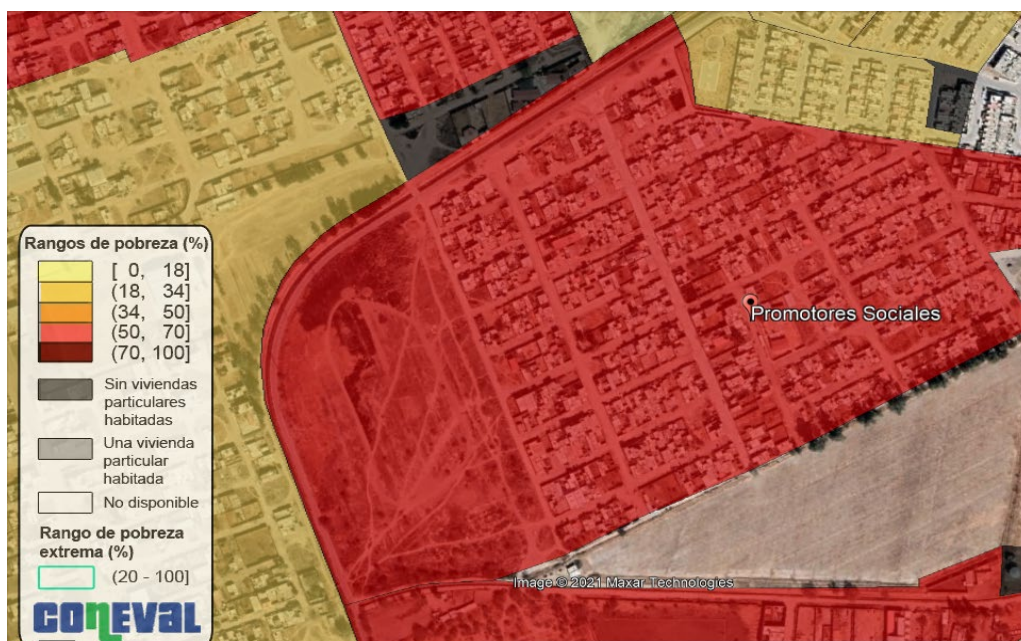 Rangos de pobreza (%)
[ 0, 18]
(18, 34]
(34, 50]
(50, 70]
(70, 100]
Sin viviendas
particulares
habitadas
Una vivienda
particular
habitada
No disponible
Rango de pobreza
extrema (%)
(20 - 100]
CONEVAL
Promotores Sociales
Image © 2021 Maxar Technologies